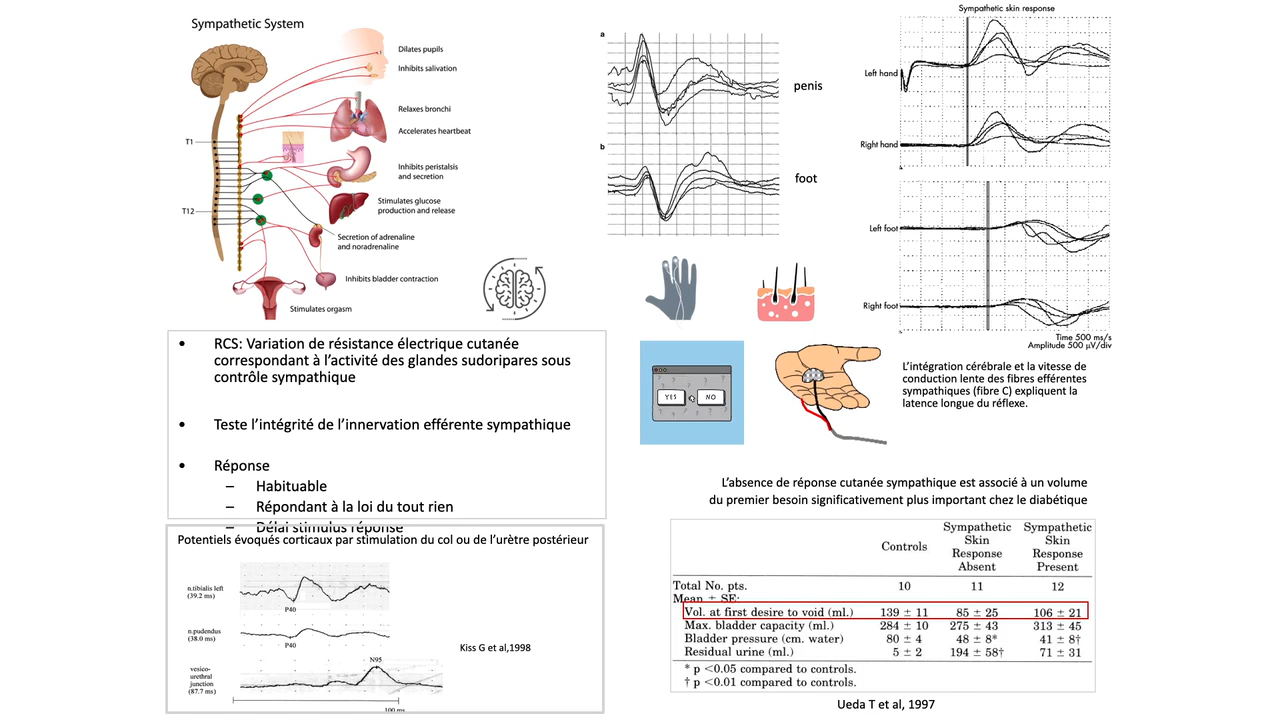 Sympathetic System
Dilates pupils
Inhibits salivation
Relaxes bronchi
Accelerates heartbeat
T1
Inhibits peristalsis
and secretion
Stimulates glucose
production and release
T12
Secretion of adrenaline
and noradrenaline
Inhibits bladder contraction
Stimulates orgasm
a
penis
b
foot
Sympathetic skin response
Left hand
Right hand
Left foot
Right foot
Time 500 ms/s
Amplitude 500 µV/div
L’intégration cérébrale et la vitesse de
conduction lente des fibres efférentes
sympathiques (fibre C) expliquent la
latence longue du réflexe.
YES NO
• RCS: Variation de résistance électrique cutanée
correspondant à l’activité des glandes sudoripares sous
contrôle sympathique
• Teste l’intégrité de l’innervation efférente sympathique
• Réponse
– Habituable
– Répondant à la loi du tout rien
– Délai stimulus réponse
Potentiels évoqués corticaux par stimulation du col ou de l’urètre postérieur
n.tibialis left
(39.2 ms)
P40
n.pudendus
(38.0 ms)
P40
N95
vesico-
urethral
junction
(87.7 ms)
100 ms
Kiss G et al,1998
L’absence de réponse cutanée sympathique est associé à un volume
du premier besoin significativement plus important chez le diabétique
Controls Sympathetic Skin Response Absent Sympathetic Skin Response Present
Total No. pts. 10 11 12
Mean ± SE:
Vol. at first desire to void (ml.) 139 ± 11 85 ± 25 106 ± 21
Max. bladder capacity (ml.) 284 ± 10 275 ± 43 313 ± 45
Bladder pressure (cm. water) 80 ± 4 48 ± 8* 41 ± 8†
Residual urine (ml.) 5 ± 2 194 ± 58† 71 ± 31
* p <0.05 compared to controls.
† p <0.01 compared to controls.
Ueda T et al, 1997